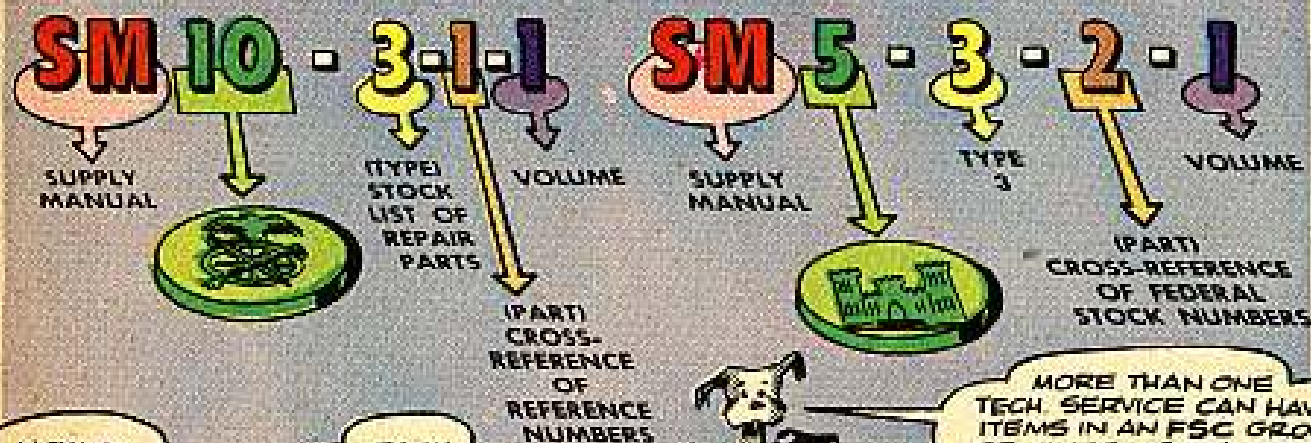 SM 10 - 3 - 1 - 1
SUPPLY
MANUAL
(TYPE)
STOCK
LIST OF
REPAIR
PARTS
VOLUME
(PART)
CROSS-
REFERENCE
OF
REFERENCE
NUMBERS
SM 5 - 3 - 2 - 1
SUPPLY
MANUAL
TYPE
3
(PART)
CROSS-REFERENCE
OF FEDERAL
STOCK NUMBERS
VOLUME
MORE THAN ONE
TECH. SERVICE CAN
ITEMS IN AN FSC